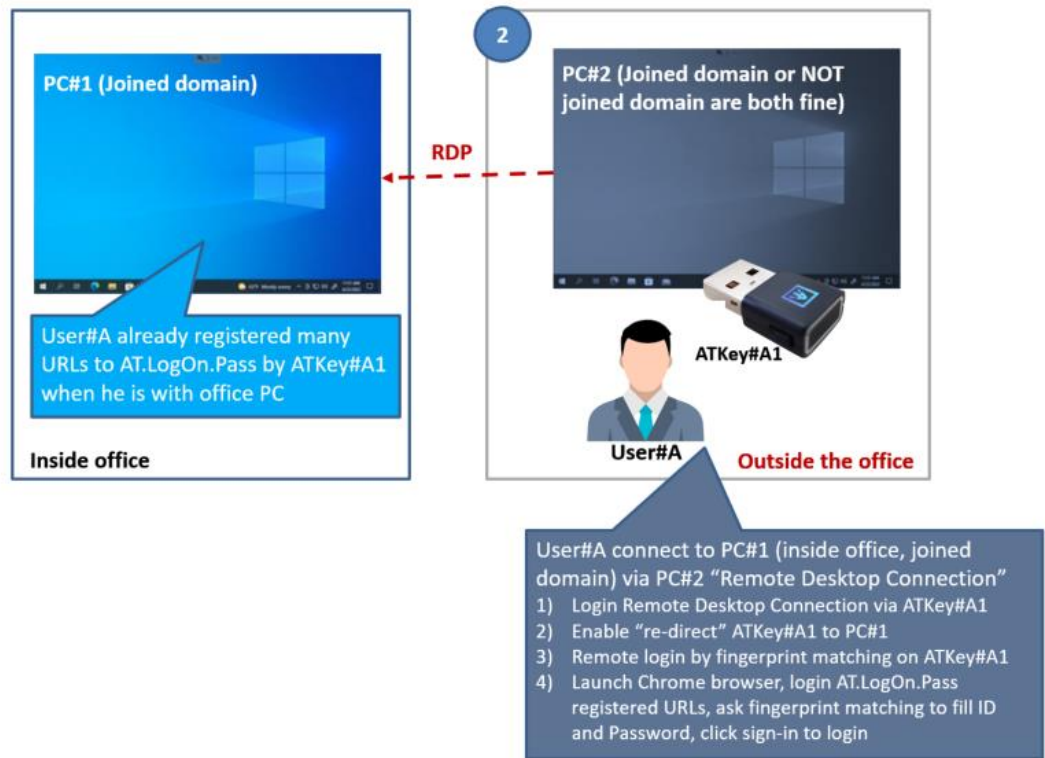 2
PC#1 (Joined domain)
PC#2 (Joined domain or NOT
joined domain are both fine)
RDP
User#A already registered many
URLs to AT.LogOn.Pass by ATKey#A1
when he is with office PC
ATKey#A1
User#A
Inside office
Outside the office
User#A connect to PC#1 (inside office, joined
domain) via PC#2 “Remote Desktop Connection”
1) Login Remote Desktop Connection via ATKey#A1
2) Enable “re-direct” ATKey#A1 to PC#1
3) Remote login by fingerprint matching on ATKey#A1
4) Launch Chrome browser, login AT.LogOn.Pass
registered URLs, ask fingerprint matching to fill ID
and Password, click sign-in to login